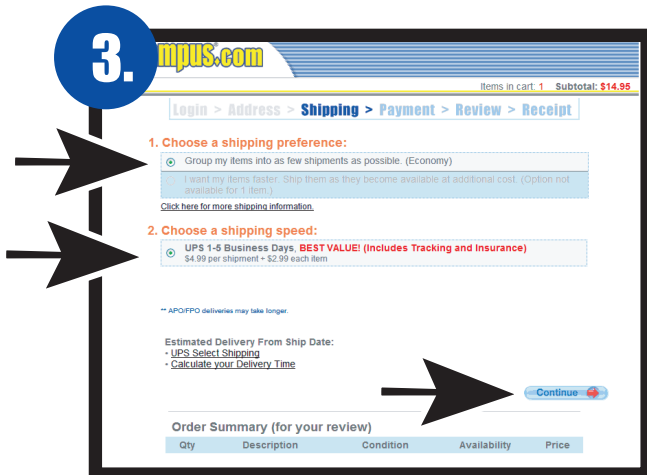 3.
mpus.com
Items in cart: 1 Subtotal: $14.95
Login > Address > Shipping > Payment > Review > Receipt
1. Choose a shipping preference:
Group my items into as few shipments as possible. (Economy)
I want my items faster. Ship them as they become available at additional cost. (Option not
available for 1 item.)
Click here for more shipping information.
2. Choose a shipping speed:
UPS 1-5 Business Days, BEST VALUE! (Includes Tracking and Insurance)
$4.99 per shipment + $2.99 each item
** APO/FPO deliveries may take longer.
Estimated Delivery From Ship Date:
· UPS Select Shipping
· Calculate your Delivery Time
Continue
Order Summary (for your review)
Qty Description Condition Availability Price